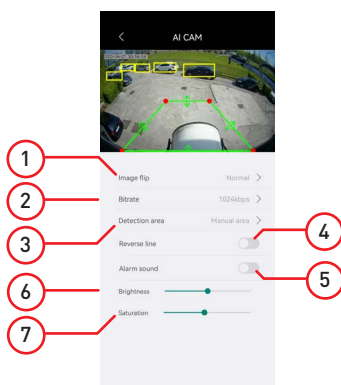 AI CAM
1
Image flip Normal
2
Bitrate 1024kbps
3
Detection area Manual area
4
Reverse line
5
Alarm sound
6
Brightness
7
Saturation